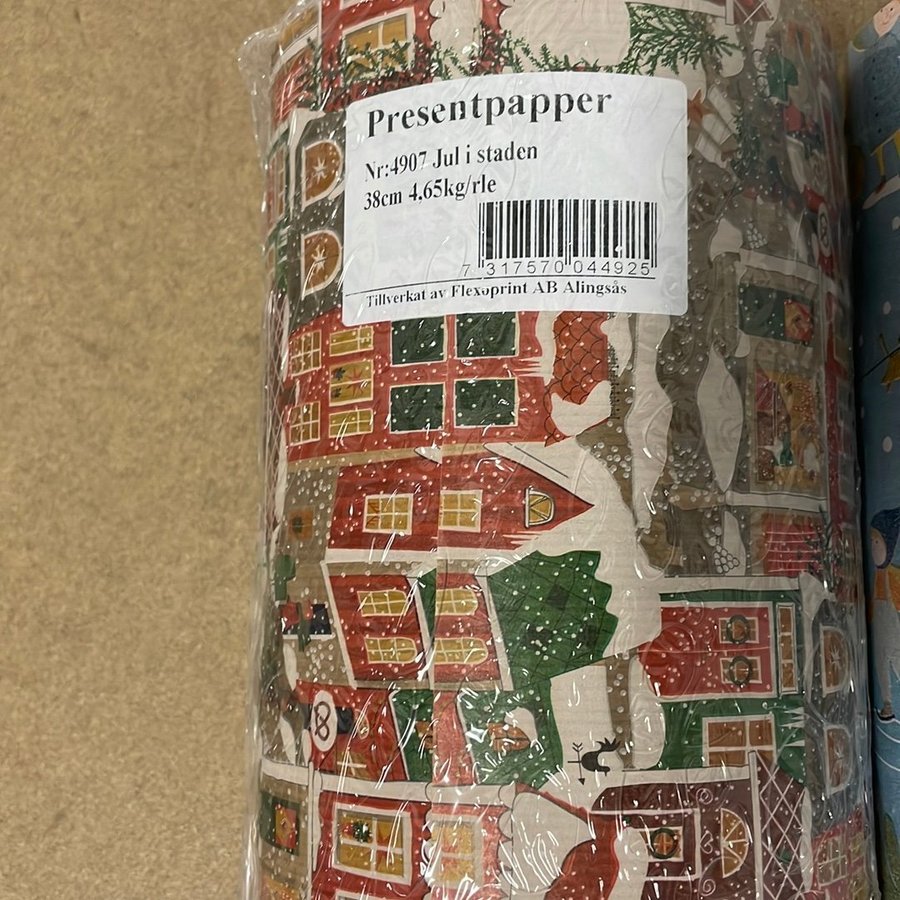 Presentpapper
Nr:4907 Jul i staden
38cm 4,65kg/rle
7 317570 044925
Tillverkat av Flexoprint AB Alingsås